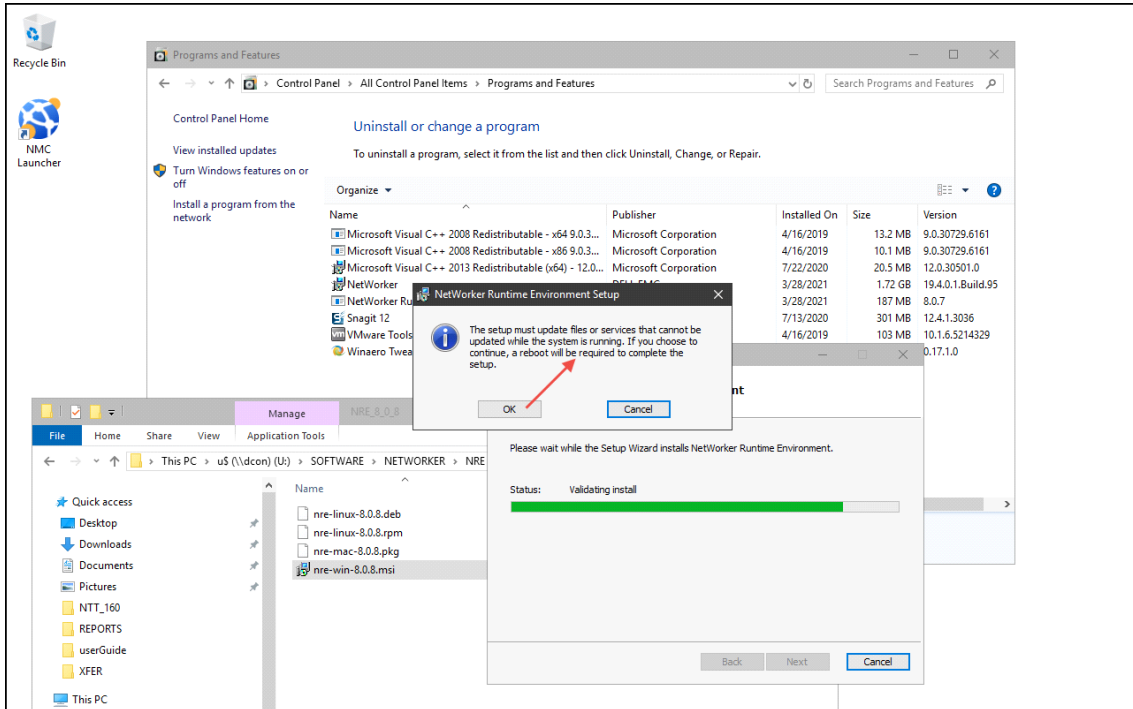 Recycle Bin
NMC
Launcher
Programs and Features
Control Panel > All Control Panel Items > Programs and Features
Search Programs and Features
Control Panel Home
View installed updates
Turn Windows features on or
off
Install a program from the
network
Uninstall or change a program
To uninstall a program, select it from the list and then click Uninstall, Change, or Repair.
Organize
Name Publisher Installed On Size Version
Microsoft Visual C++ 2008 Redistributable - x64 9.0.3... Microsoft Corporation 4/16/2019 13.2 MB 9.0.30729.6161
Microsoft Visual C++ 2008 Redistributable - x86 9.0.3... Microsoft Corporation 4/16/2019 10.1 MB 9.0.30729.6161
Microsoft Visual C++ 2013 Redistributable (x64) - 12.0... Microsoft Corporation 7/22/2020 20.5 MB 12.0.30501.0
NetWorker 3/28/2021 1.72 GB 19.4.0.1.Build.95
NetWorker Ru 3/28/2021 187 MB 8.0.7
Snagit 12 7/13/2020 301 MB 12.4.1.3036
VMware Tools 4/16/2019 103 MB 10.1.6.5214329
Winaero Twea 0.17.1.0
NetWorker Runtime Environment Setup
The setup must update files or services that cannot be
updated while the system is running. If you choose to
continue, a reboot will be required to complete the
setup.
OK Cancel
nt
Please wait while the Setup Wizard installs NetWorker Runtime Environment.
Status: Validating install
Back Next Cancel
Manage NRE_8_0_8
File Home Share View Application Tools
This PC > u$ (\\dcon) (U:) > SOFTWARE > NETWORKER > NRE
Name
Quick access
Desktop
Downloads
Documents
Pictures
NTT_160
REPORTS
userGuide
XFER
This PC
nre-linux-8.0.8.deb
nre-linux-8.0.8.rpm
nre-mac-8.0.8.pkg
nre-win-8.0.8.msi